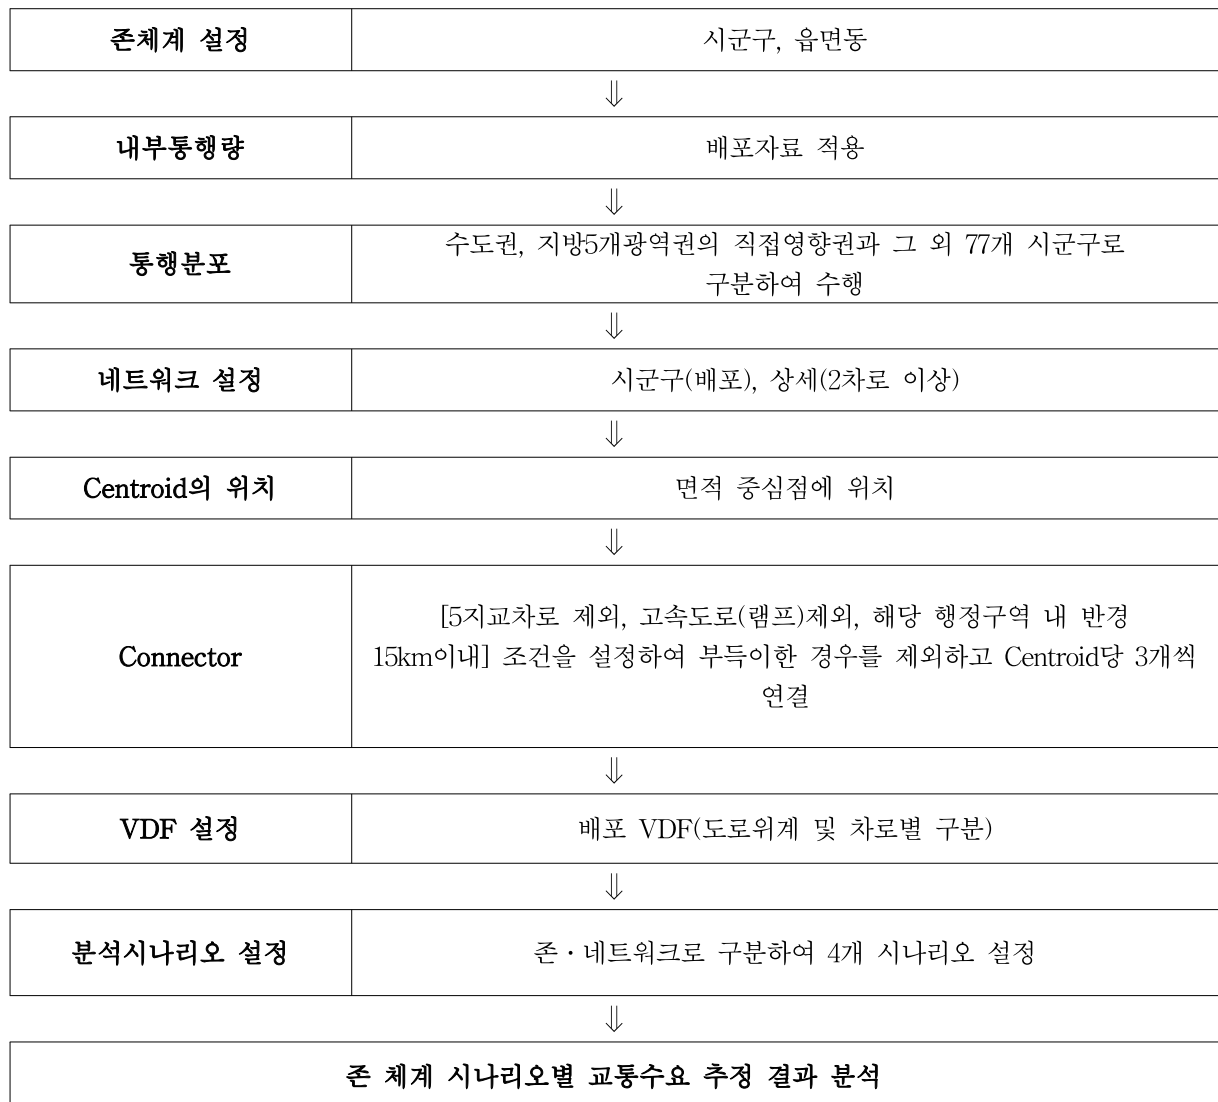 존체계 설정
시군구, 읍면동
⇓
내부통행량
배포자료 적용
⇓
통행분포
수도권, 지방5개광역권의 직접영향권과 그 외 77개 시군구로
구분하여 수행
⇓
네트워크 설정
시군구(배포), 상세(2차로 이상)
⇓
Centroid의 위치
면적 중심점에 위치
⇓
Connector
[5지교차로 제외, 고속도로(램프)제외, 해당 행정구역 내 반경
15km이내] 조건을 설정하여 부득이한 경우를 제외하고 Centroid당 3개씩
연결
⇓
VDF 설정
배포 VDF(도로위계 및 차로별 구분)
⇓
분석시나리오 설정
존·네트워크로 구분하여 4개 시나리오 설정
⇓
존 체계 시나리오별 교통수요 추정 결과 분석